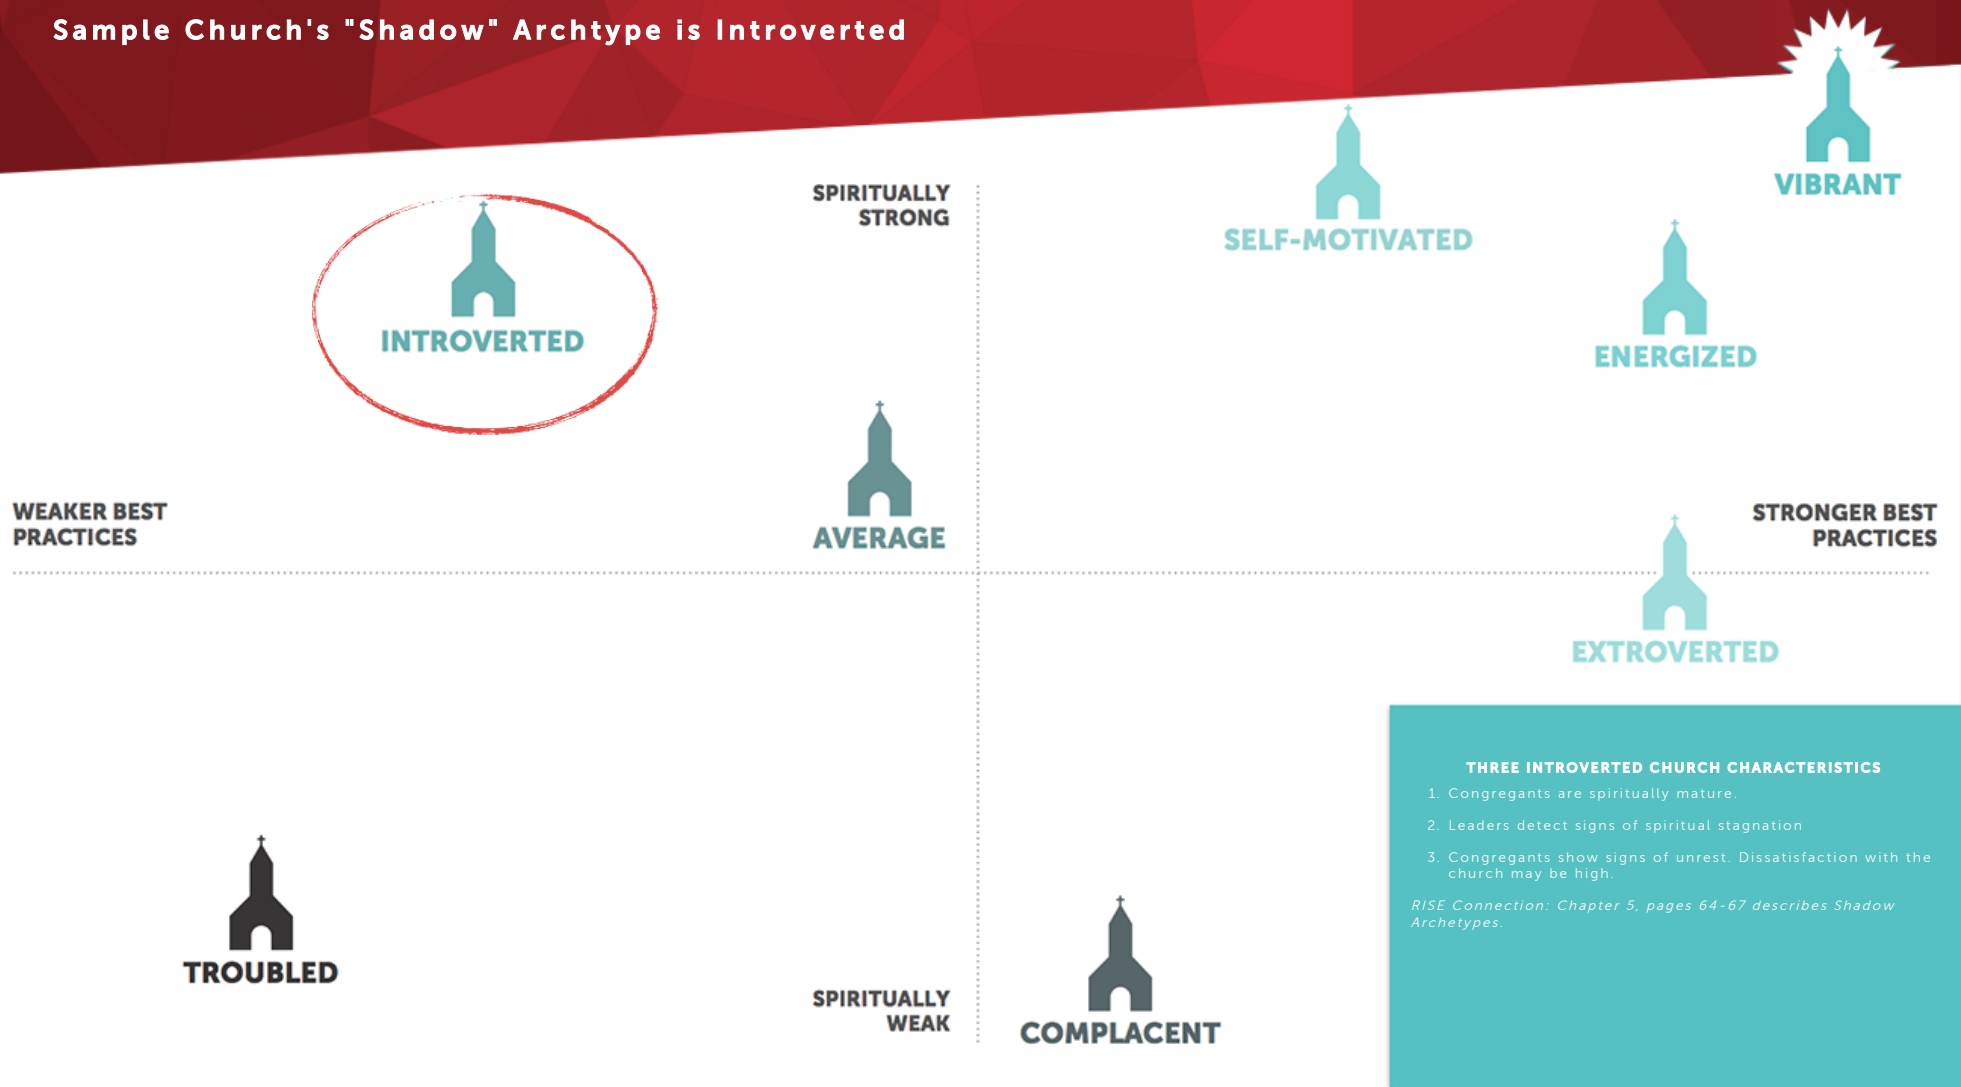 Sample Church's "Shadow" Archtype is Introverted
VIBRANT
SPIRITUALLY
STRONG
SELF-MOTIVATED
INTROVERTED
ENERGIZED
WEAKER BEST
PRACTICES
AVERAGE
STRONGER BEST
PRACTICES
EXTROVERTED
THREE INTROVERTED CHURCH CHARACTERISTICS
1. Congregants are spiritually mature.
2. Leaders detect signs of spiritual stagnation
3. Congregants show signs of unrest. Dissatisfaction with the
church may be high.
RISE Connection: Chapter 5, pages 64-67 describes Shadow
Archetypes.
TROUBLED
SPIRITUALLY
WEAK
COMPLACENT